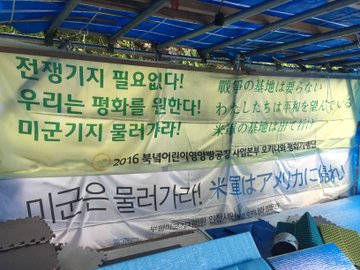 전쟁기지 필요없다! 戦争の基地は要らない
우리는 평화를 원한다! わたしたちは平和を望んでいる
미군기지 물러가라! 米軍の基地は出て行け
2016 북녘어린이영양빵공장 사업본부 오키나와 평화기행단
미군은 물러가라! 米軍はアメリカに帰れ!